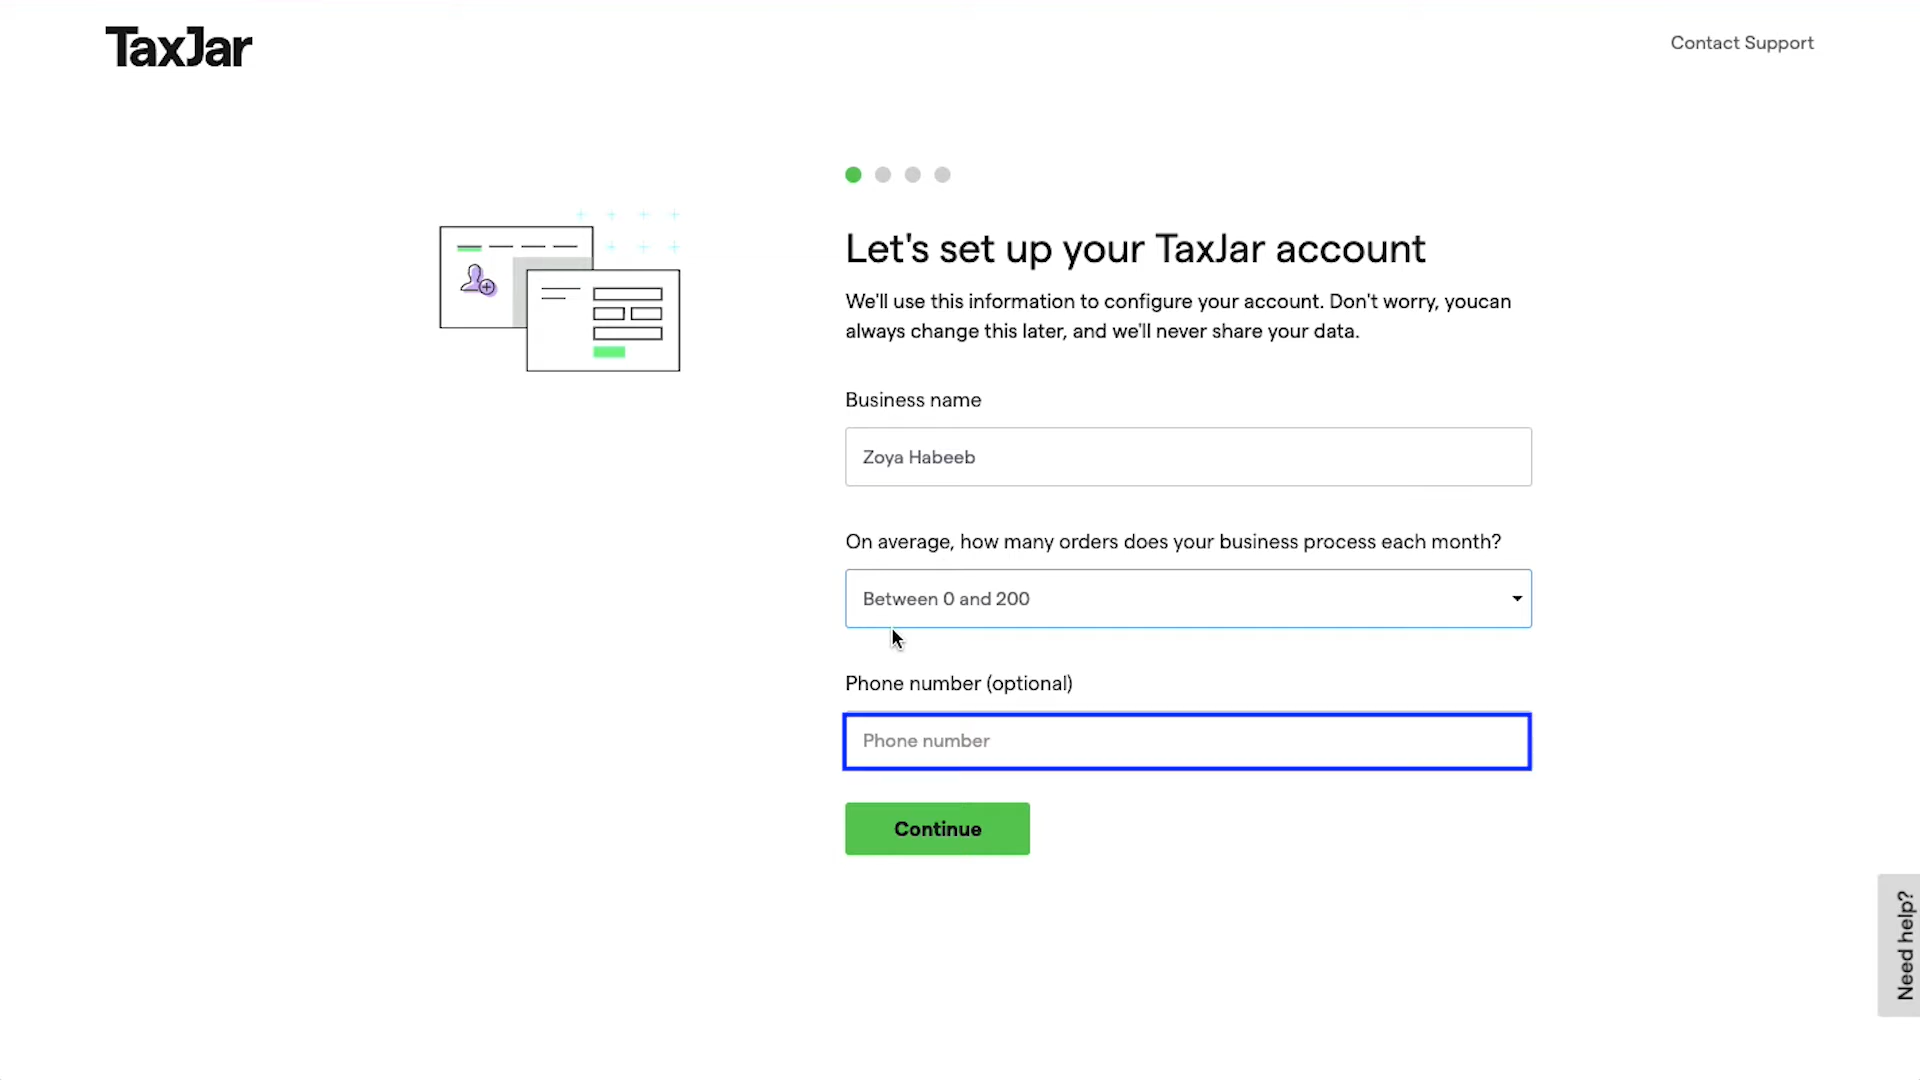 TaxJar
Contact Support
Let's set up your TaxJar account
We'll use this information to configure your account. Don't worry, youcan
always change this later, and we'll never share your data.
Business name
Zoya Habeeb
On average, how many orders does your business process each month?
Between 0 and 200
Phone number (optional)
Phone number
Continue
Need help?